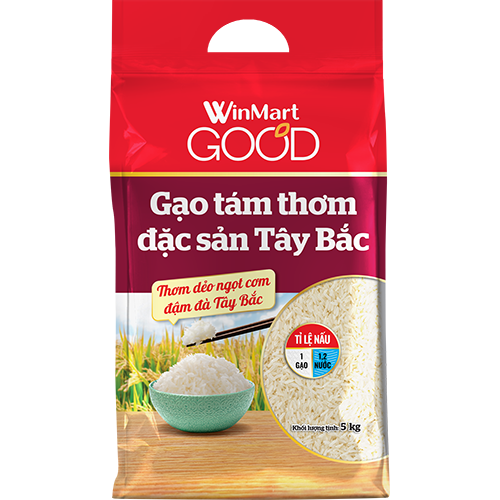 WinMart
GOOD
Gạo tám thơm
đặc sản Tây Bắc
Thơm dẻo ngọt cơm
đậm đà Tây Bắc
TỈ LỆ NẤU
1 1.2
GẠO NƯỚC
Khối lượng tịnh 5 kg